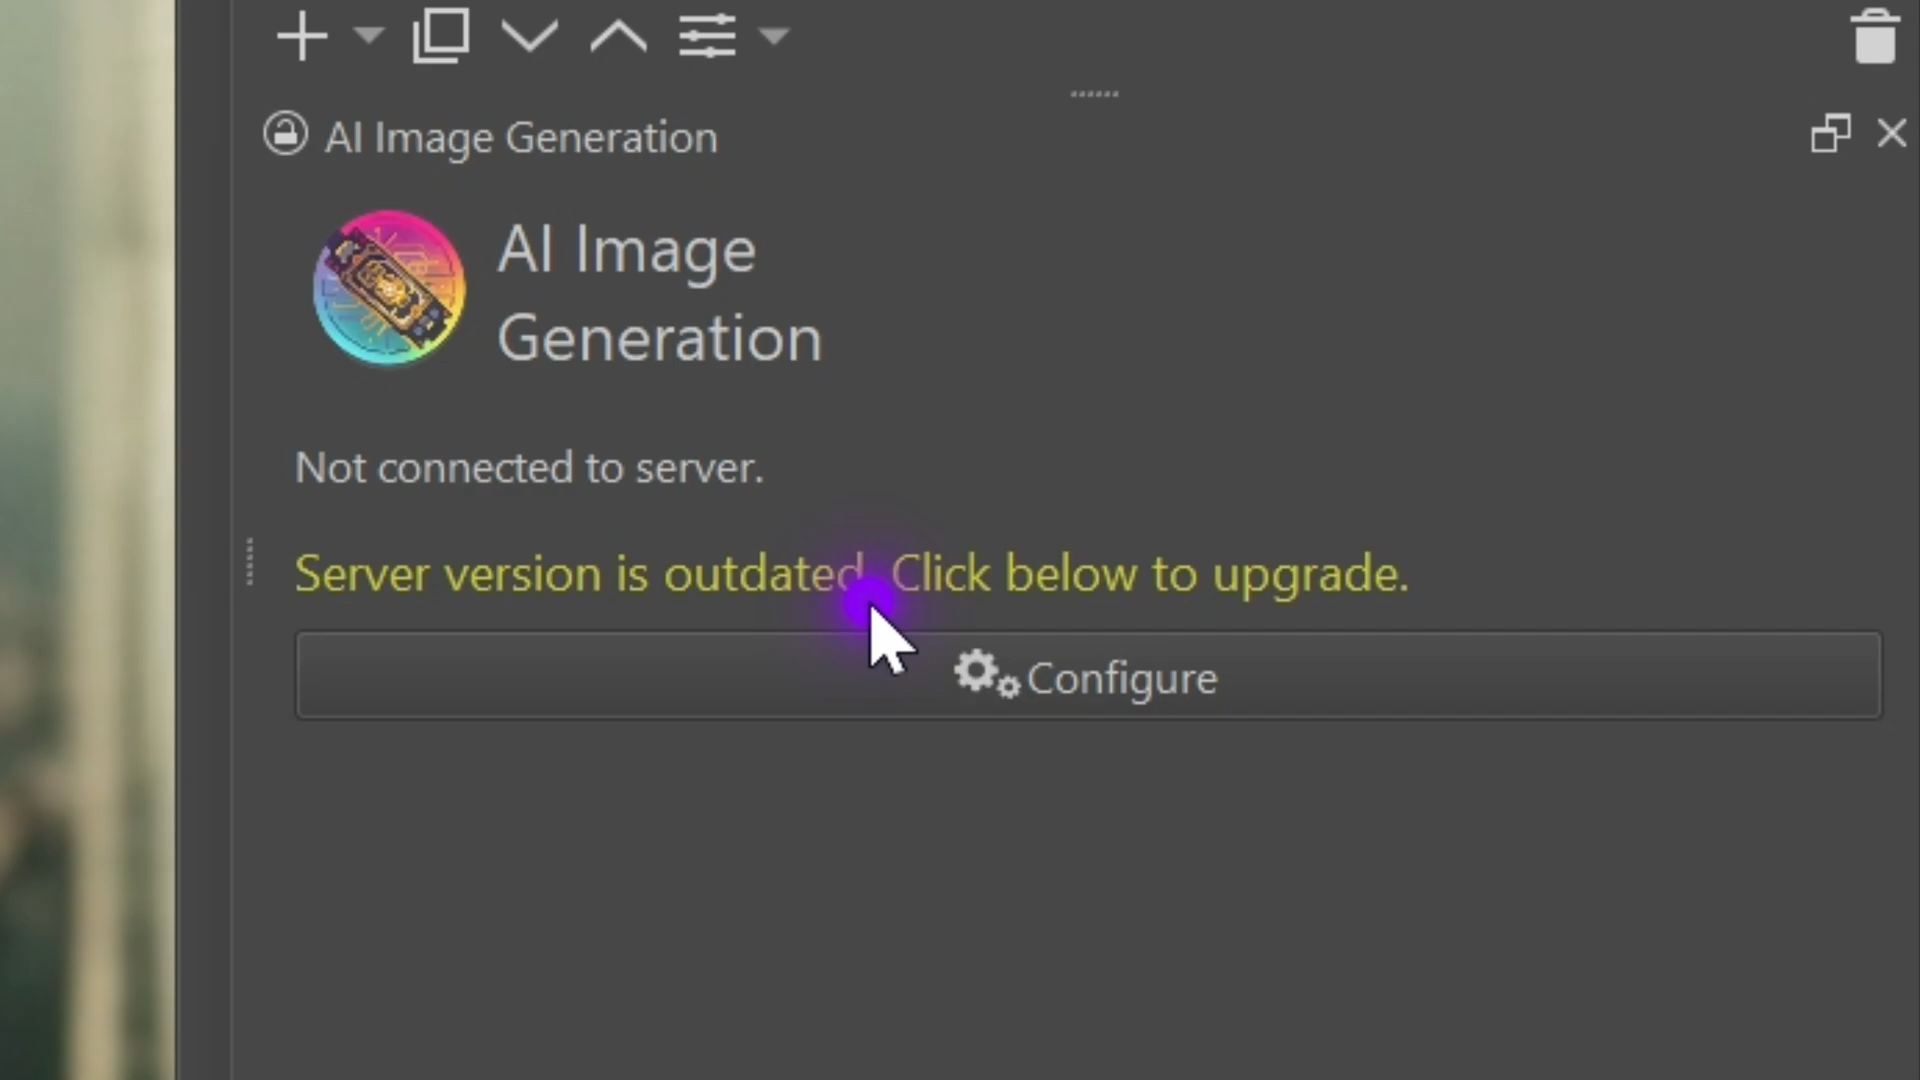 AI Image Generation
AI Image
Generation
Not connected to server.
Server version is outdated. Click below to upgrade.
Configure